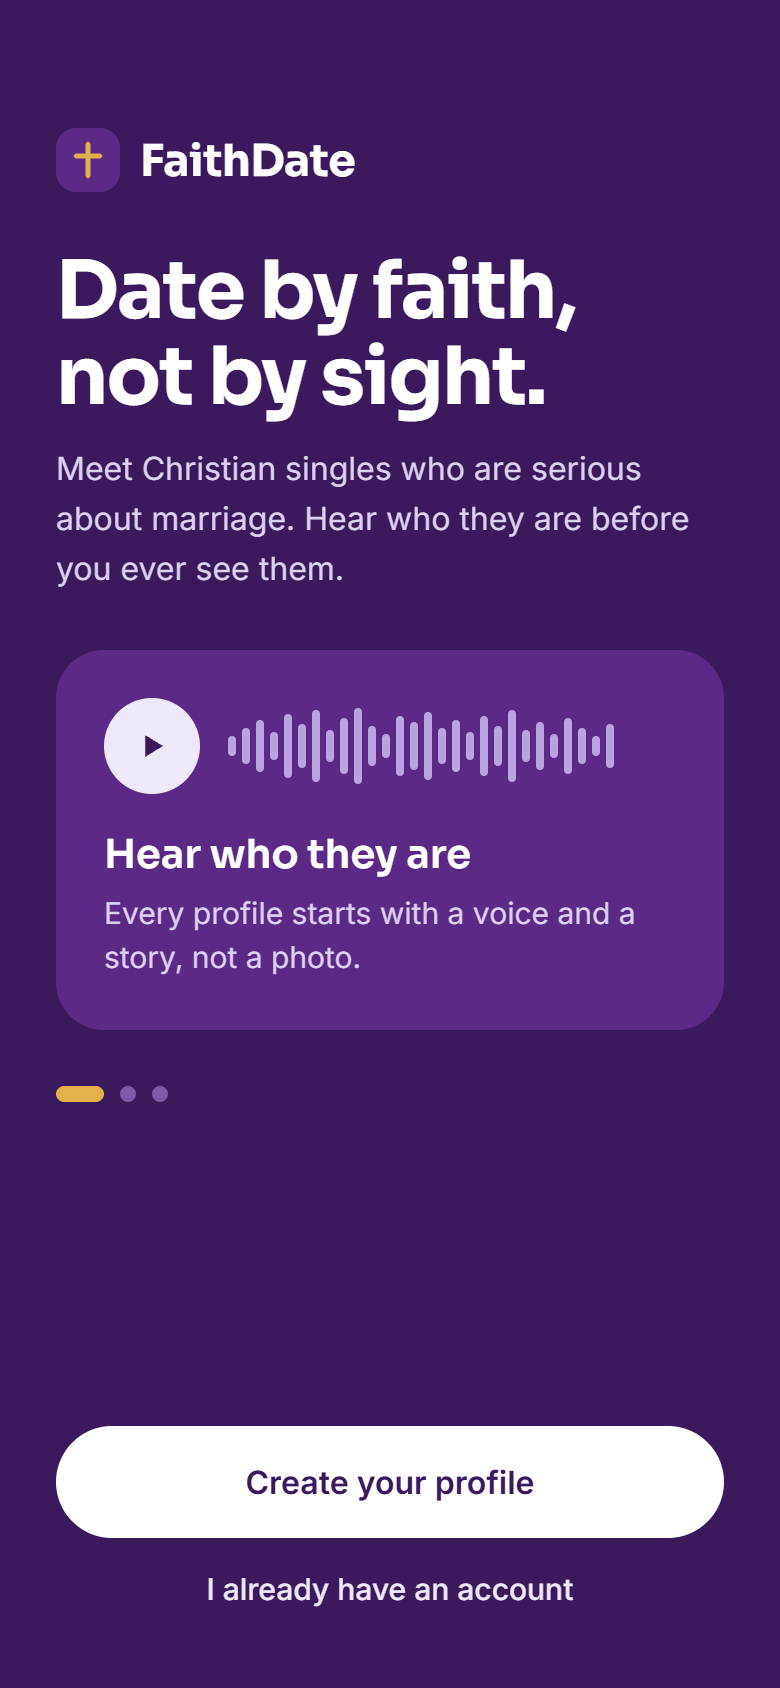 FaithDate
Date by faith,
not by sight.
Meet Christian singles who are serious
about marriage. Hear who they are before
you ever see them.
Hear who they are
Every profile starts with a voice and a
story, not a photo.
Create your profile
I already have an account